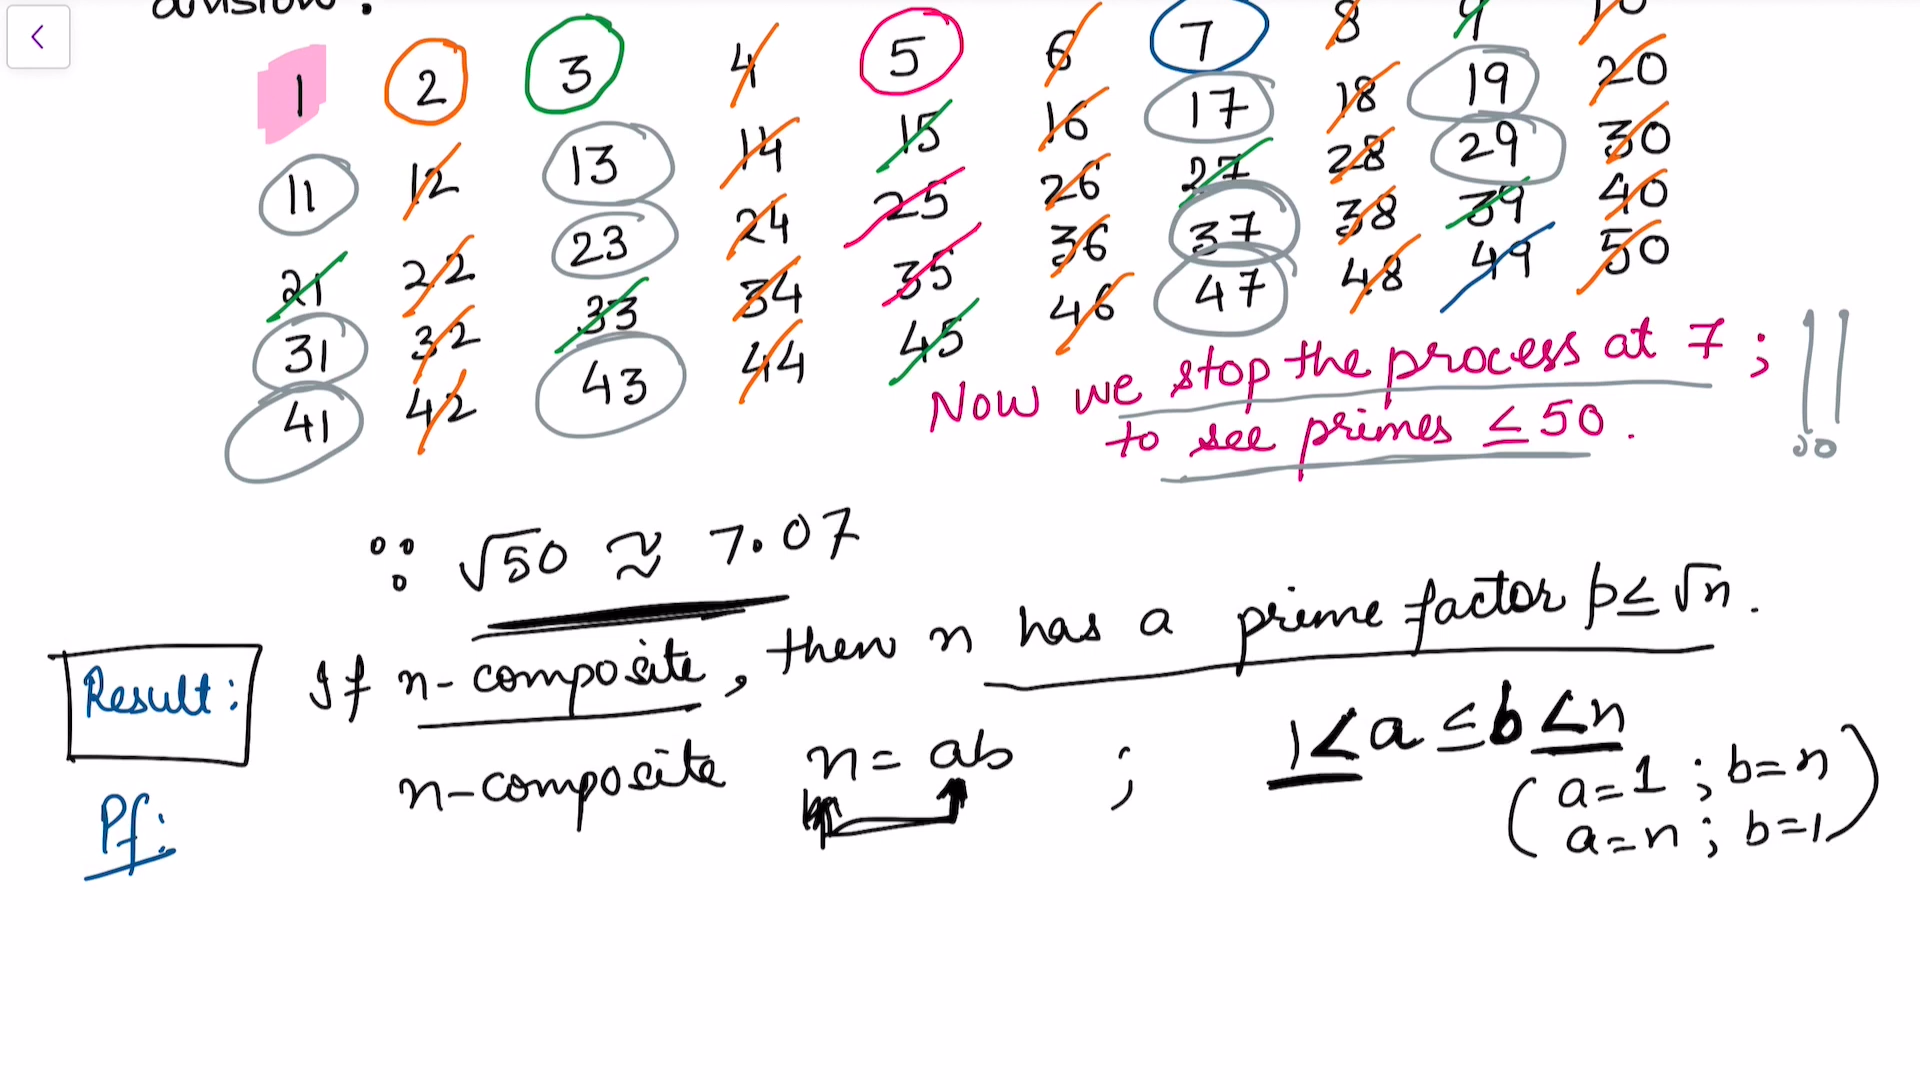 division :
1 2 3 4 5 6 7 8 9 10
11 12 13 14 15 16 17 18 19 20
21 22 23 24 25 26 27 28 29 30
31 32 33 34 35 36 37 38 39 40
41 42 43 44 45 46 47 48 49 50
Now we stop the process at 7 ; !!
to see primes ≤ 50 .
∵ √50 ≈ 7.07
Result: If n-composite, then n has a prime factor p ≤ √n.
Pf: n-composite n = ab ; 1 < a ≤ b < n
( a = 1 ; b = n
a = n ; b = 1 )